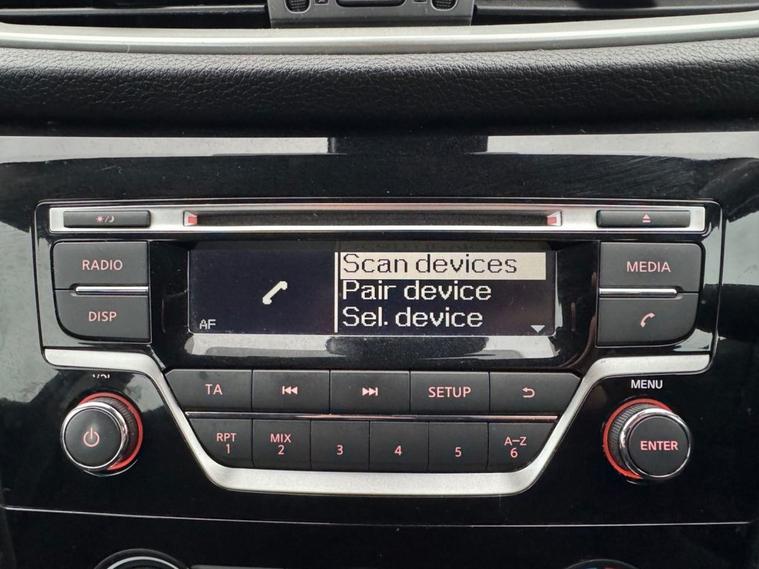 RADIO
MEDIA
DISP
Scan devices
Pair device
Sel. device
AF
TA
SETUP
MENU
RPT
1
MIX
2
3
4
5
A-Z
6
ENTER